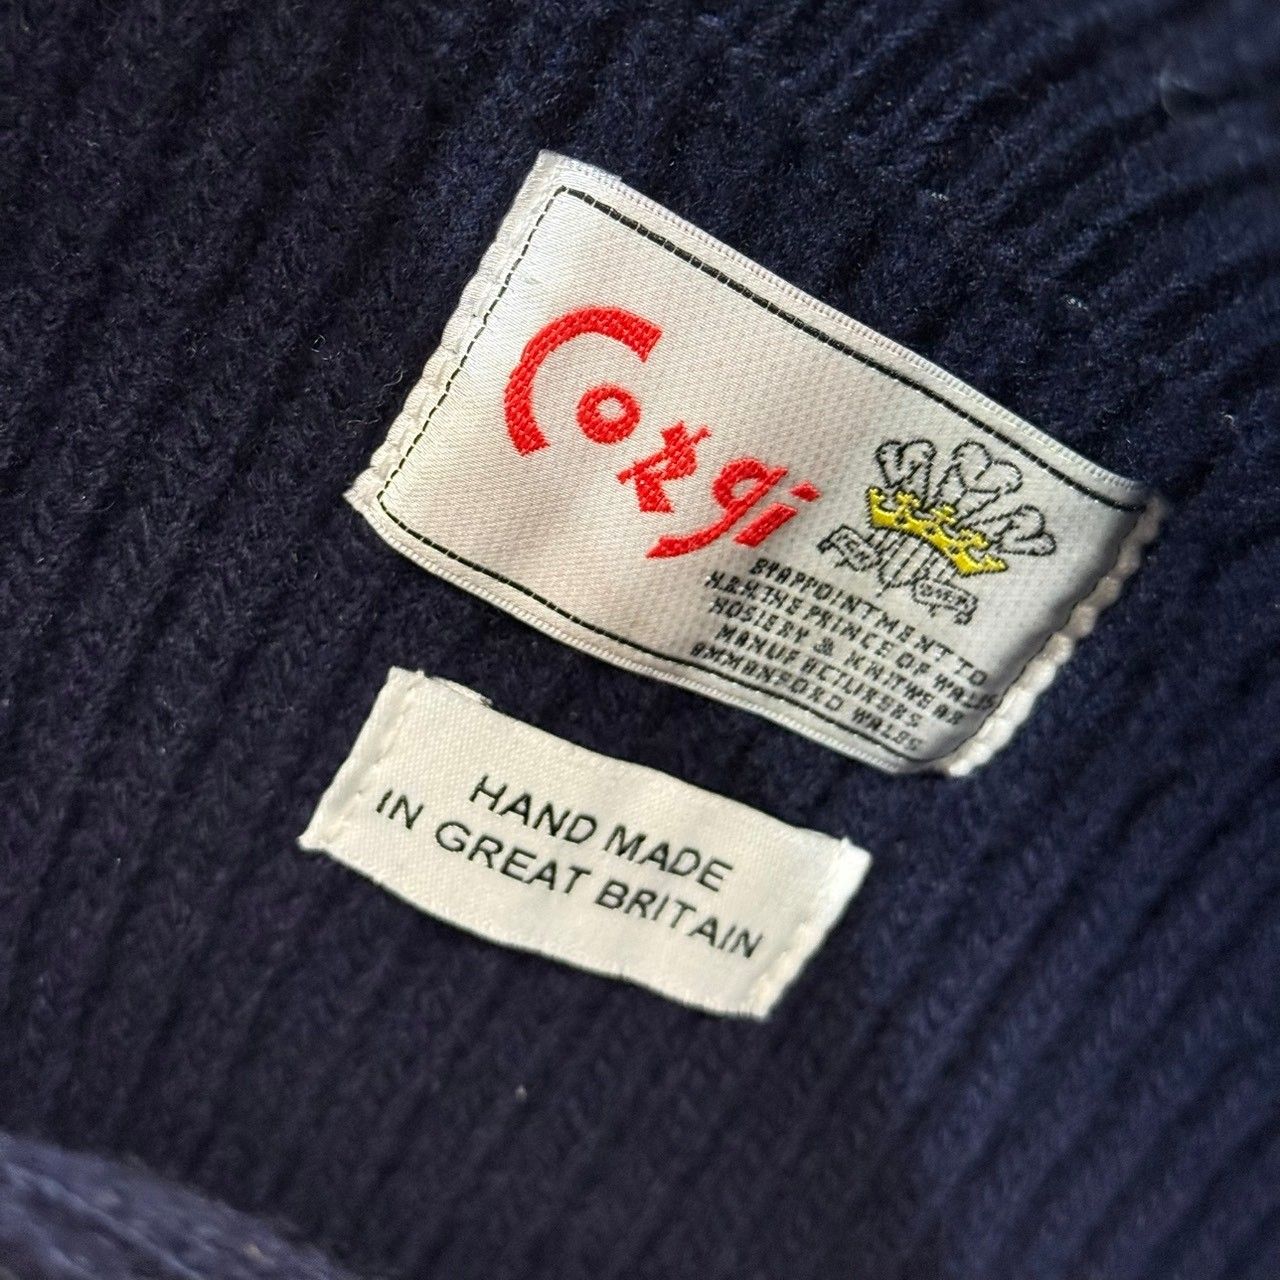 Corgi
BY APPOINTMENT TO
H.R.H. THE PRINCE OF WALES
HOSIERY & KNITWEAR
MANUFACTURERS
AMMANFORD WALES
HAND MADE
IN GREAT BRITAIN